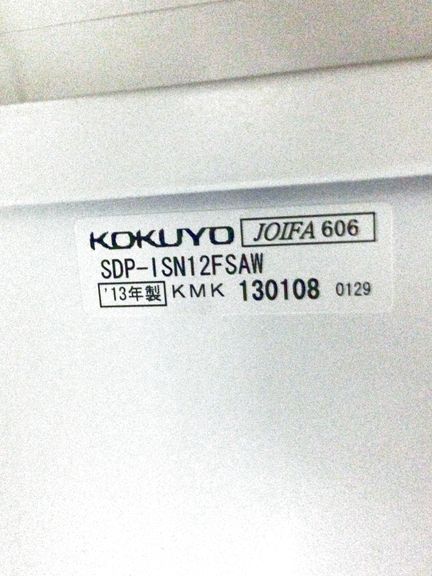 KOKUYO JOIFA 606
SDP-ISN12FSAW
'13年製 KMK 130108 0129